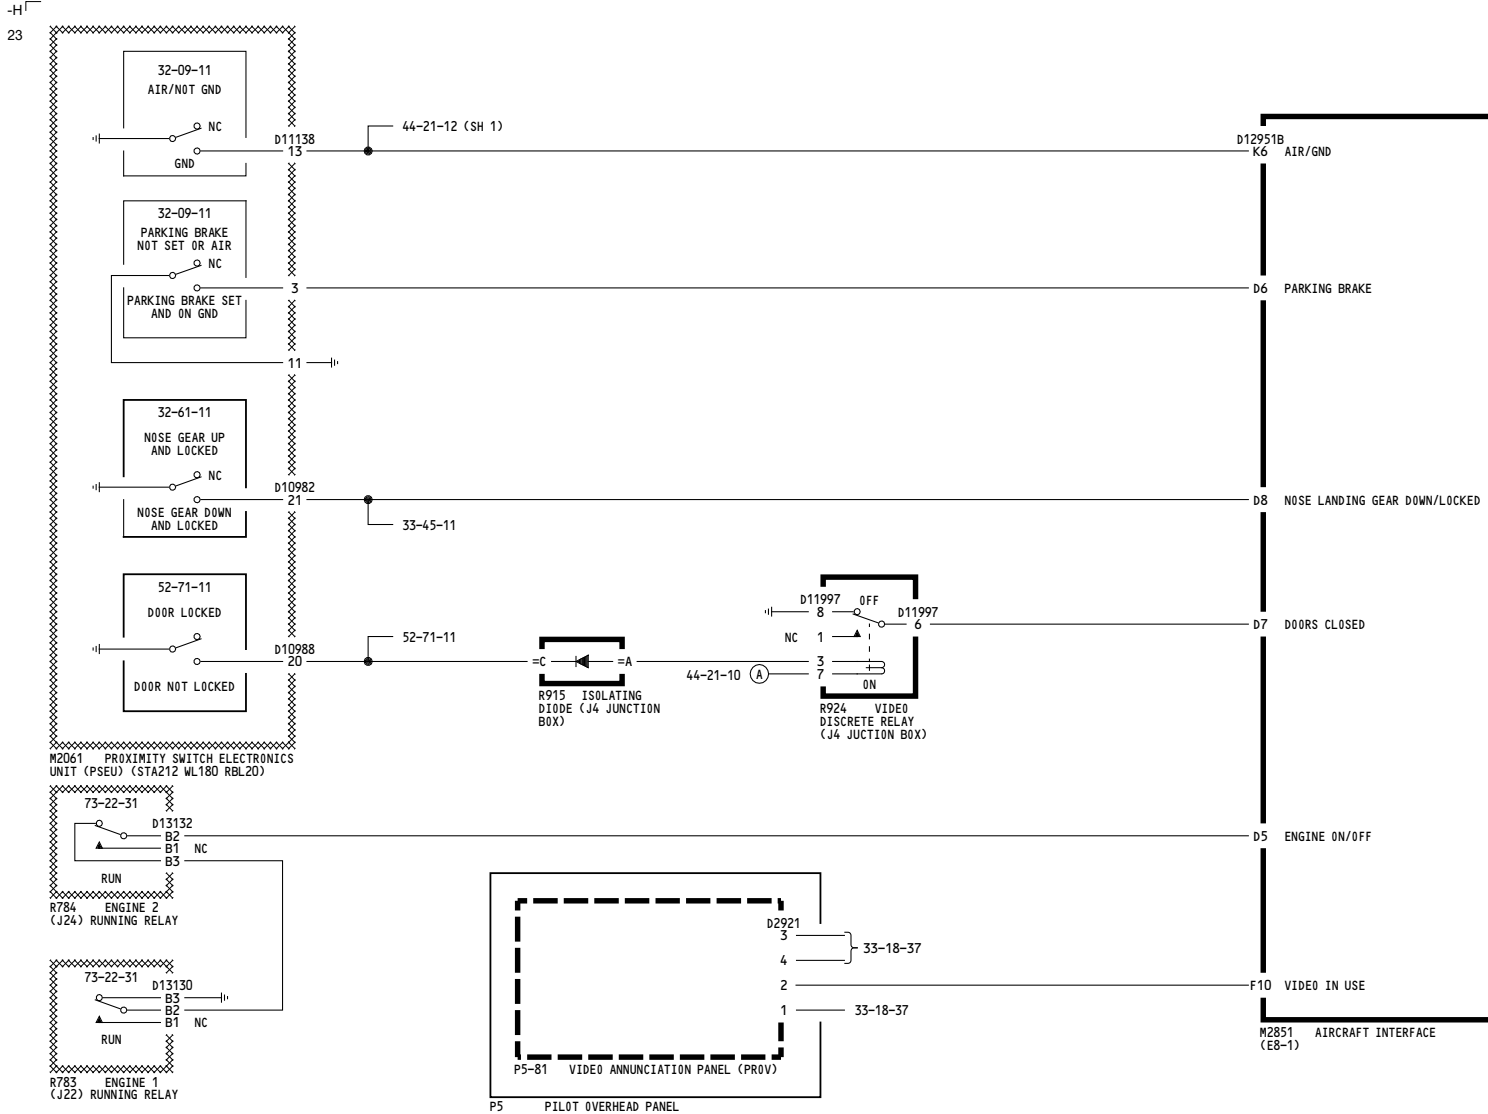 -H
23
32-09-11
AIR/NOT GND
NC
GND
D11138
13
44-21-12 (SH 1)
D12951B
K6 AIR/GND
32-09-11
PARKING BRAKE
NOT SET OR AIR
NC
3
PARKING BRAKE SET
AND ON GND
D6 PARKING BRAKE
11
32-61-11
NOSE GEAR UP
AND LOCKED
NC
D10982
21
NOSE GEAR DOWN
AND LOCKED
33-45-11
D8 NOSE LANDING GEAR DOWN/LOCKED
52-71-11
DOOR LOCKED
D10988
20
DOOR NOT LOCKED
52-71-11
=C =A
R915 ISOLATING
DIODE (J4 JUNCTION
BOX)
44-21-10 A
D11997 OFF
8
D11997
6
NC 1
3
7
ON
R924 VIDEO
DISCRETE RELAY
(J4 JUCTION BOX)
D7 DOORS CLOSED
M2061 PROXIMITY SWITCH ELECTRONICS
UNIT (PSEU) (STA212 WL180 RBL20)
73-22-31
D13132
B2
B1 NC
B3
RUN
R784 ENGINE 2
(J24) RUNNING RELAY
D5 ENGINE ON/OFF
73-22-31
D13130
B3
B2
B1 NC
RUN
R783 ENGINE 1
(J22) RUNNING RELAY
D2921
3
4
33-18-37
2
1 33-18-37
P5-81 VIDEO ANNUNCIATION PANEL (PROV)
P5 PILOT OVERHEAD PANEL
F10 VIDEO IN USE
M2851 AIRCRAFT INTERFACE
(E8-1)